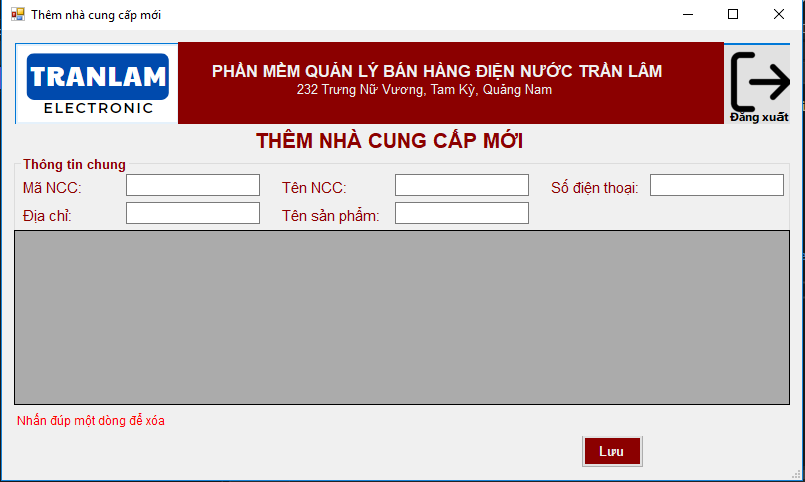 Thêm nhà cung cấp mới
TRANLAM
ELECTRONIC
PHẦN MỀM QUẢN LÝ BÁN HÀNG ĐIỆN NƯỚC TRẦN LÂM
232 Trưng Nữ Vương, Tam Kỳ, Quảng Nam
Đăng xuất
THÊM NHÀ CUNG CẤP MỚI
Thông tin chung
Mã NCC:
Tên NCC:
Số điện thoại:
Địa chỉ:
Tên sản phẩm:
Nhấn đúp một dòng để xóa
Lưu